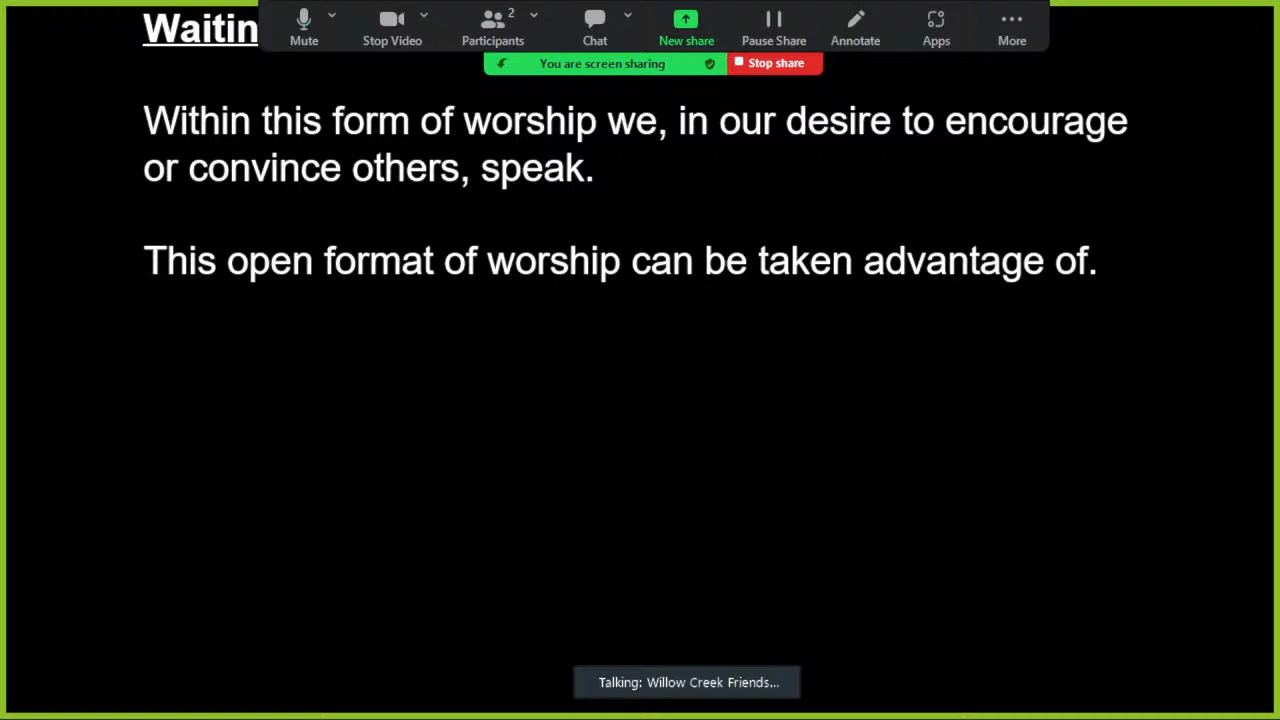 Waitin
Mute
Stop Video
Participants
2
Chat
New share
Pause Share
Annotate
Apps
More
You are screen sharing
Stop share
Within this form of worship we, in our desire to encourage
or convince others, speak.
This open format of worship can be taken advantage of.
Talking: Willow Creek Friends...